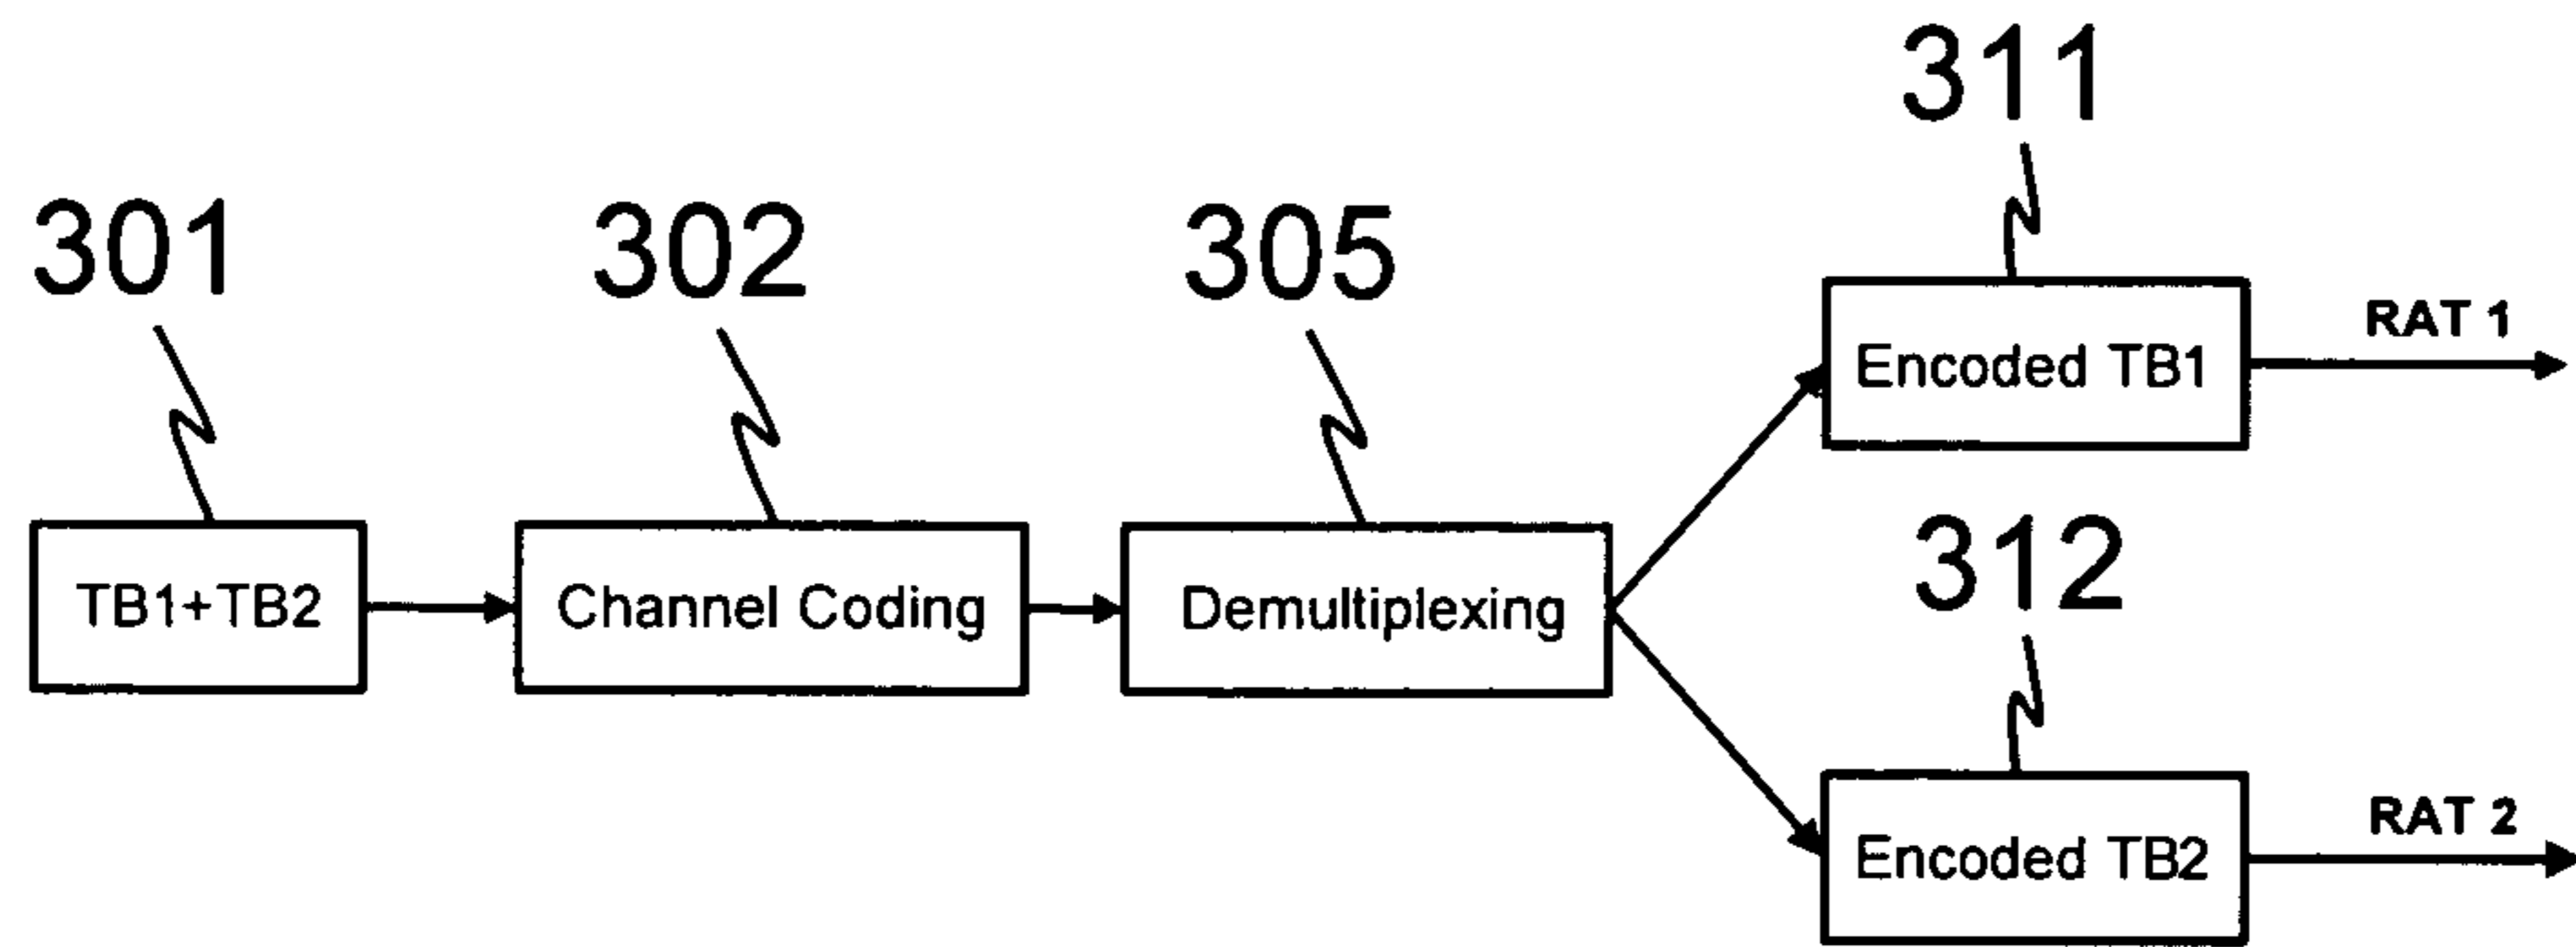 311
301
302
305
RAT 1
Encoded TB1
312
TB1+TB2
Channel Coding
Demultiplexing
RAT 2
Encoded TB2